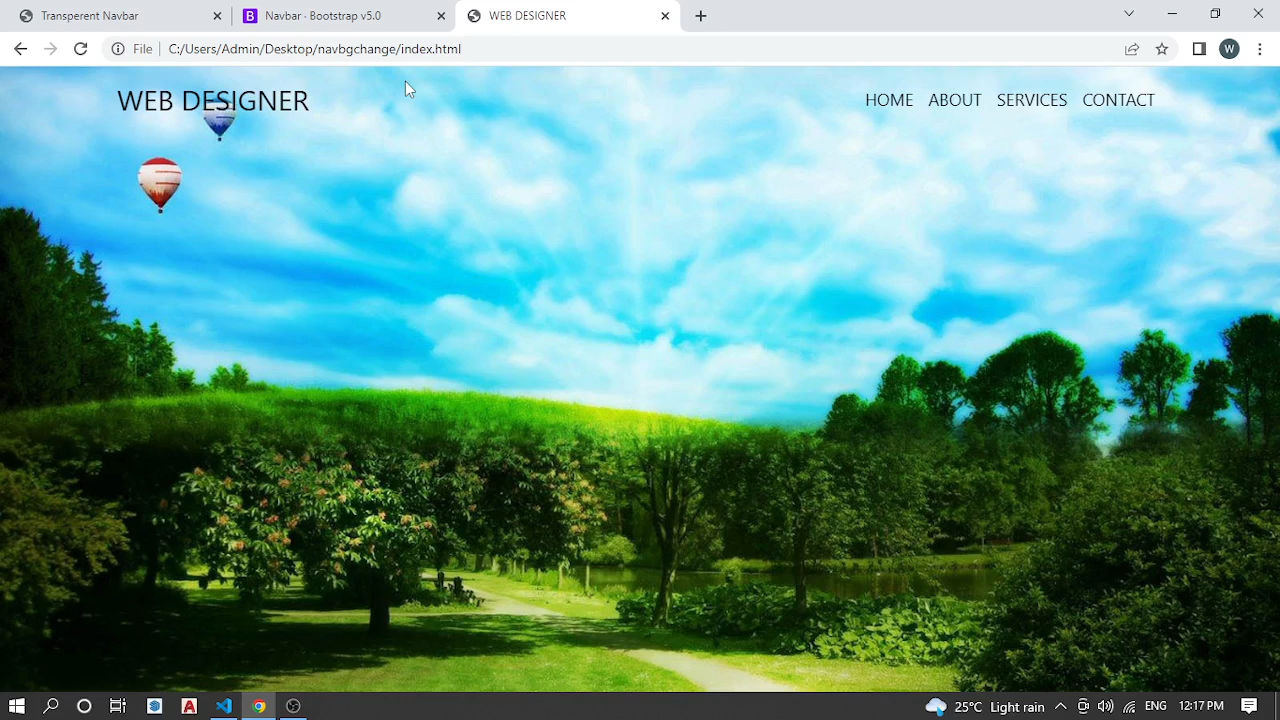 Transperent Navbar
B Navbar · Bootstrap v5.0
WEB DESIGNER
File C:/Users/Admin/Desktop/navbgchange/index.html
W
WEB DESIGNER
HOME ABOUT SERVICES CONTACT
A
25°C Light rain
ENG
12:17 PM